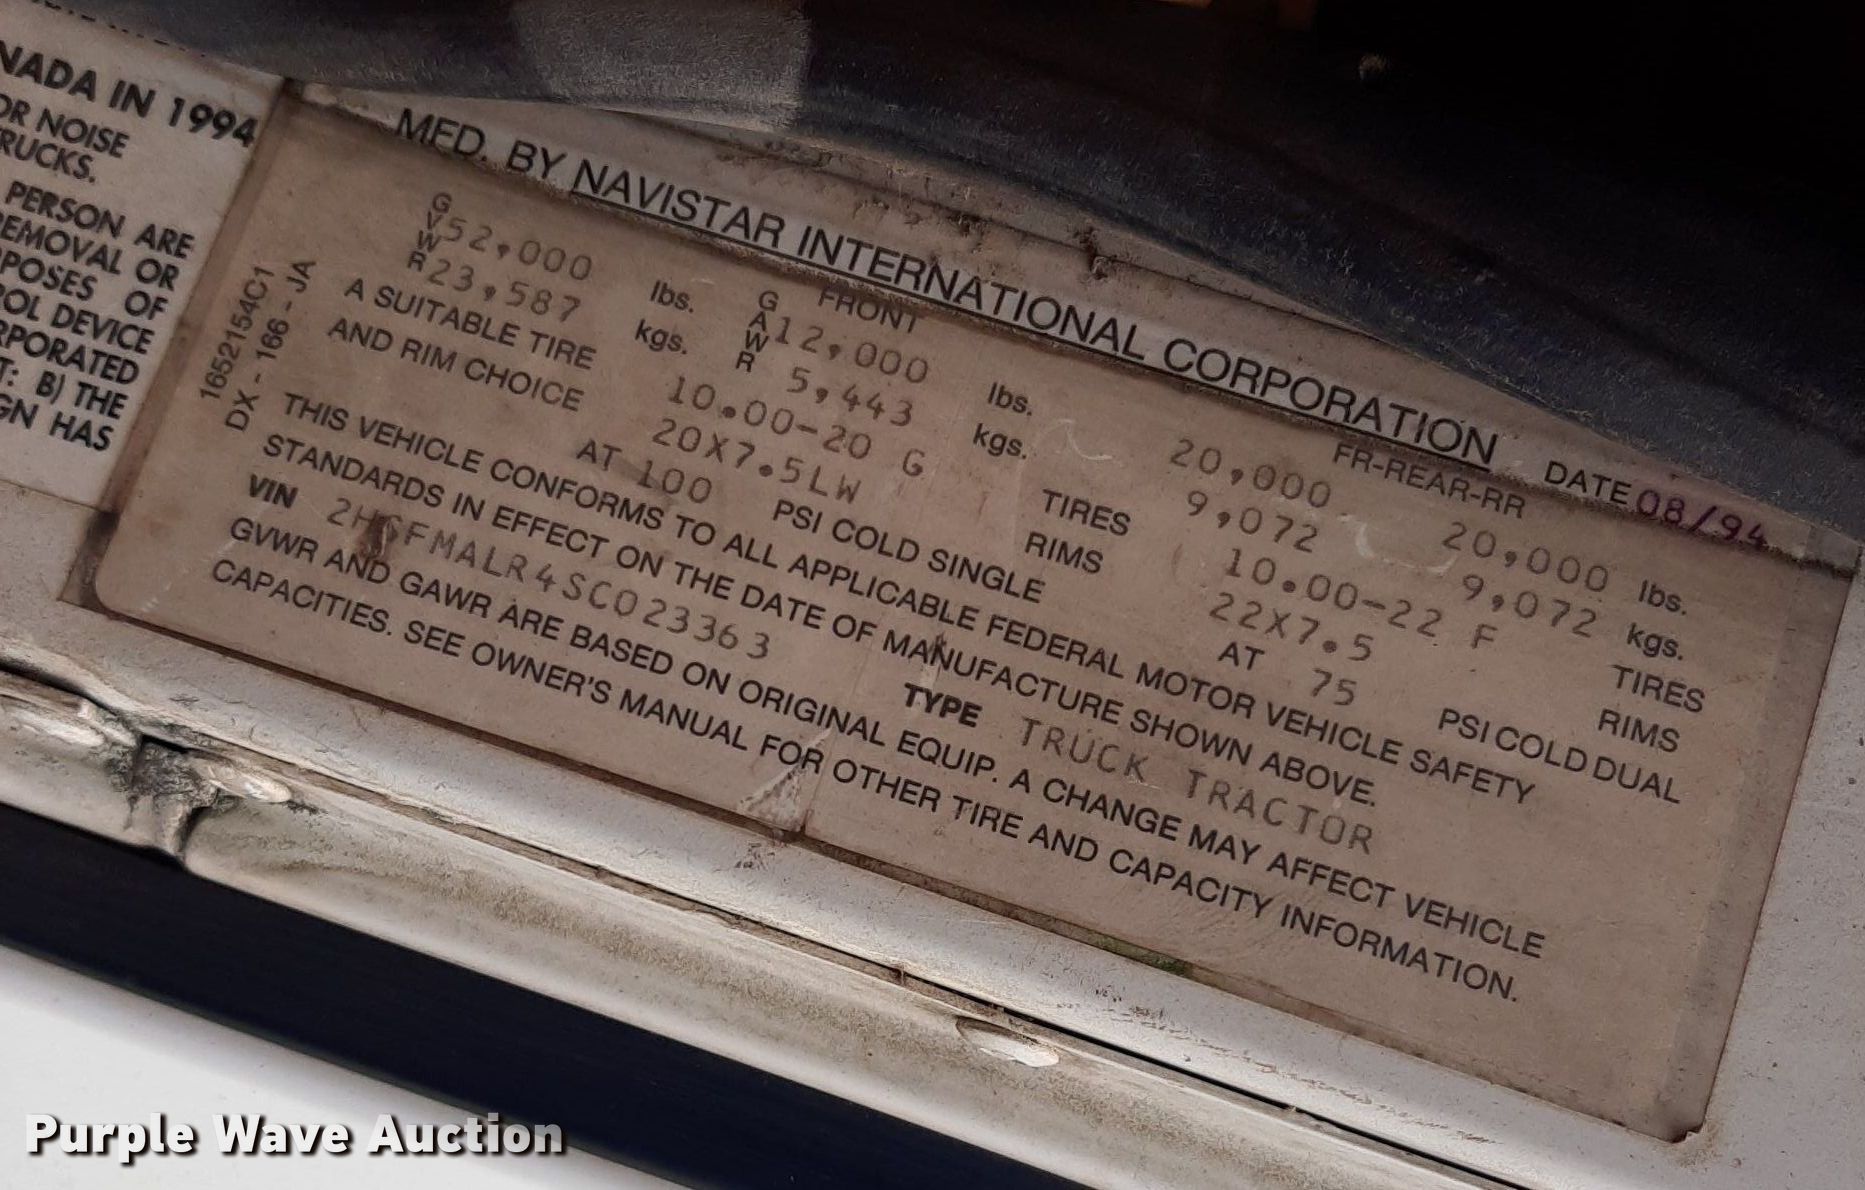 NADA IN 1994
OR NOISE
RUCKS.
PERSON ARE
REMOVAL OR
POSES OF
OL DEVICE
RPORATED
T: B) THE
GN HAS
1652154C1
DX - 166 - JA
MFD. BY NAVISTAR INTERNATIONAL CORPORATION DATE 08/94
GVWR 52,000 lbs. GAWR FRONT 12,000 lbs. FR-REAR-RR 20,000 20,000 lbs.
23,587 kgs. 5,443 kgs. 9,072 9,072 kgs.
A SUITABLE TIRE 10.00-20 G TIRES 10.00-22 F TIRES
AND RIM CHOICE 20X7.5LW RIMS 22X7.5 RIMS
AT 100 PSI COLD SINGLE AT 75 PSI COLD DUAL
THIS VEHICLE CONFORMS TO ALL APPLICABLE FEDERAL MOTOR VEHICLE SAFETY
STANDARDS IN EFFECT ON THE DATE OF MANUFACTURE SHOWN ABOVE.
VIN 2HSFMALR4SC023363 TYPE TRUCK TRACTOR
GVWR AND GAWR ARE BASED ON ORIGINAL EQUIP. A CHANGE MAY AFFECT VEHICLE
CAPACITIES. SEE OWNER'S MANUAL FOR OTHER TIRE AND CAPACITY INFORMATION.
Purple Wave Auction